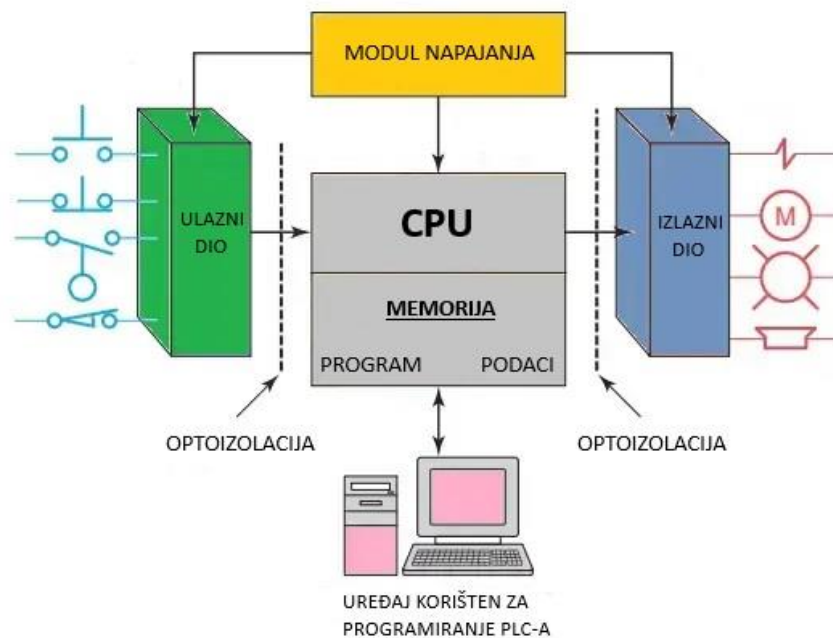 MODUL NAPAJANJA
ULAZNI
DIO
CPU
IZLAZNI
DIO
M
MEMORIJA
PROGRAM PODACI
OPTOIZOLACIJA
OPTOIZOLACIJA
UREĐAJ KORIŠTEN ZA
PROGRAMIRANJE PLC-A